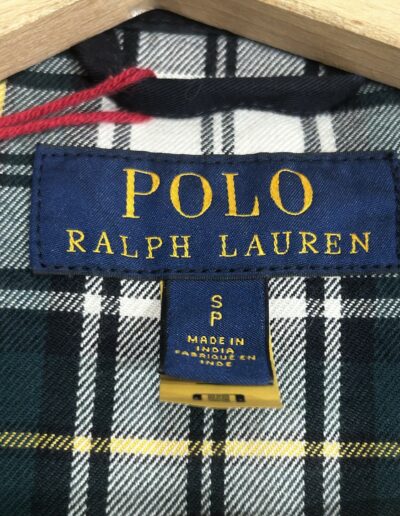 POLO
RALPH LAUREN
S
P
MADE IN
INDIA
FABRIQUÉ EN
INDE